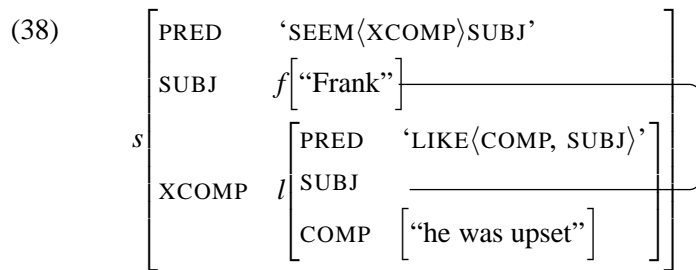 (38)
PRED ‘SEEM⟨XCOMP⟩SUBJ’
SUBJ f[“Frank”]
s
PRED ‘LIKE⟨COMP, SUBJ⟩’
XCOMP l SUBJ
COMP [“he was upset”]